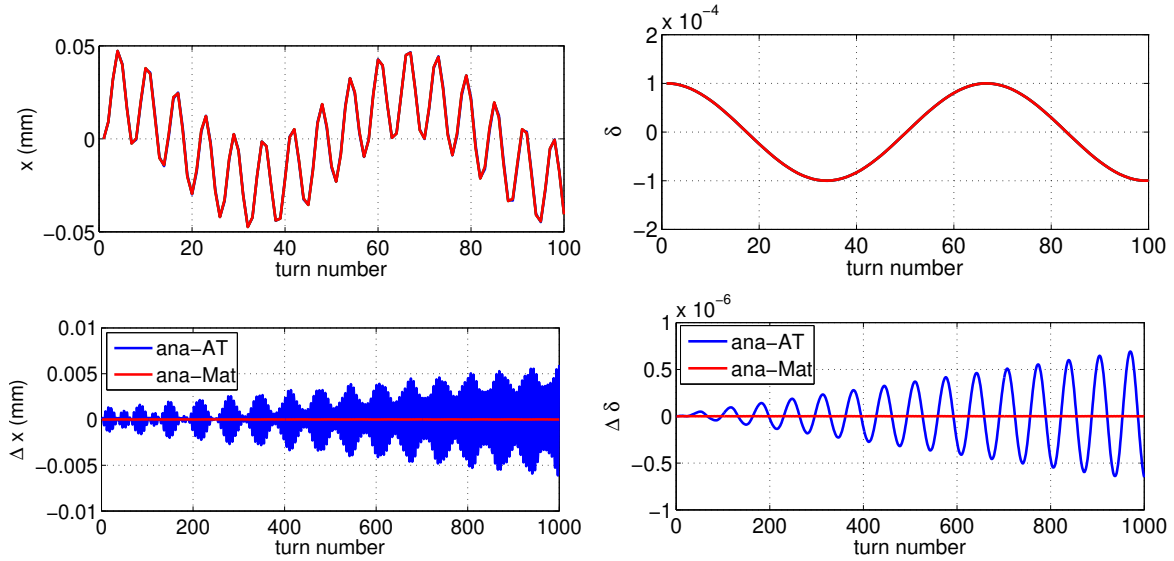 0.05
0
−0.05
x (mm)
0 20 40 60 80 100
turn number
x 10−4
2
1
0
−1
−2
δ
0 20 40 60 80 100
turn number
0.01
0.005
0
−0.005
−0.01
Δ x (mm)
ana−AT
ana−Mat
0 200 400 600 800 1000
turn number
x 10−6
1
0.5
0
−0.5
−1
Δ δ
ana−AT
ana−Mat
0 200 400 600 800 1000
turn number